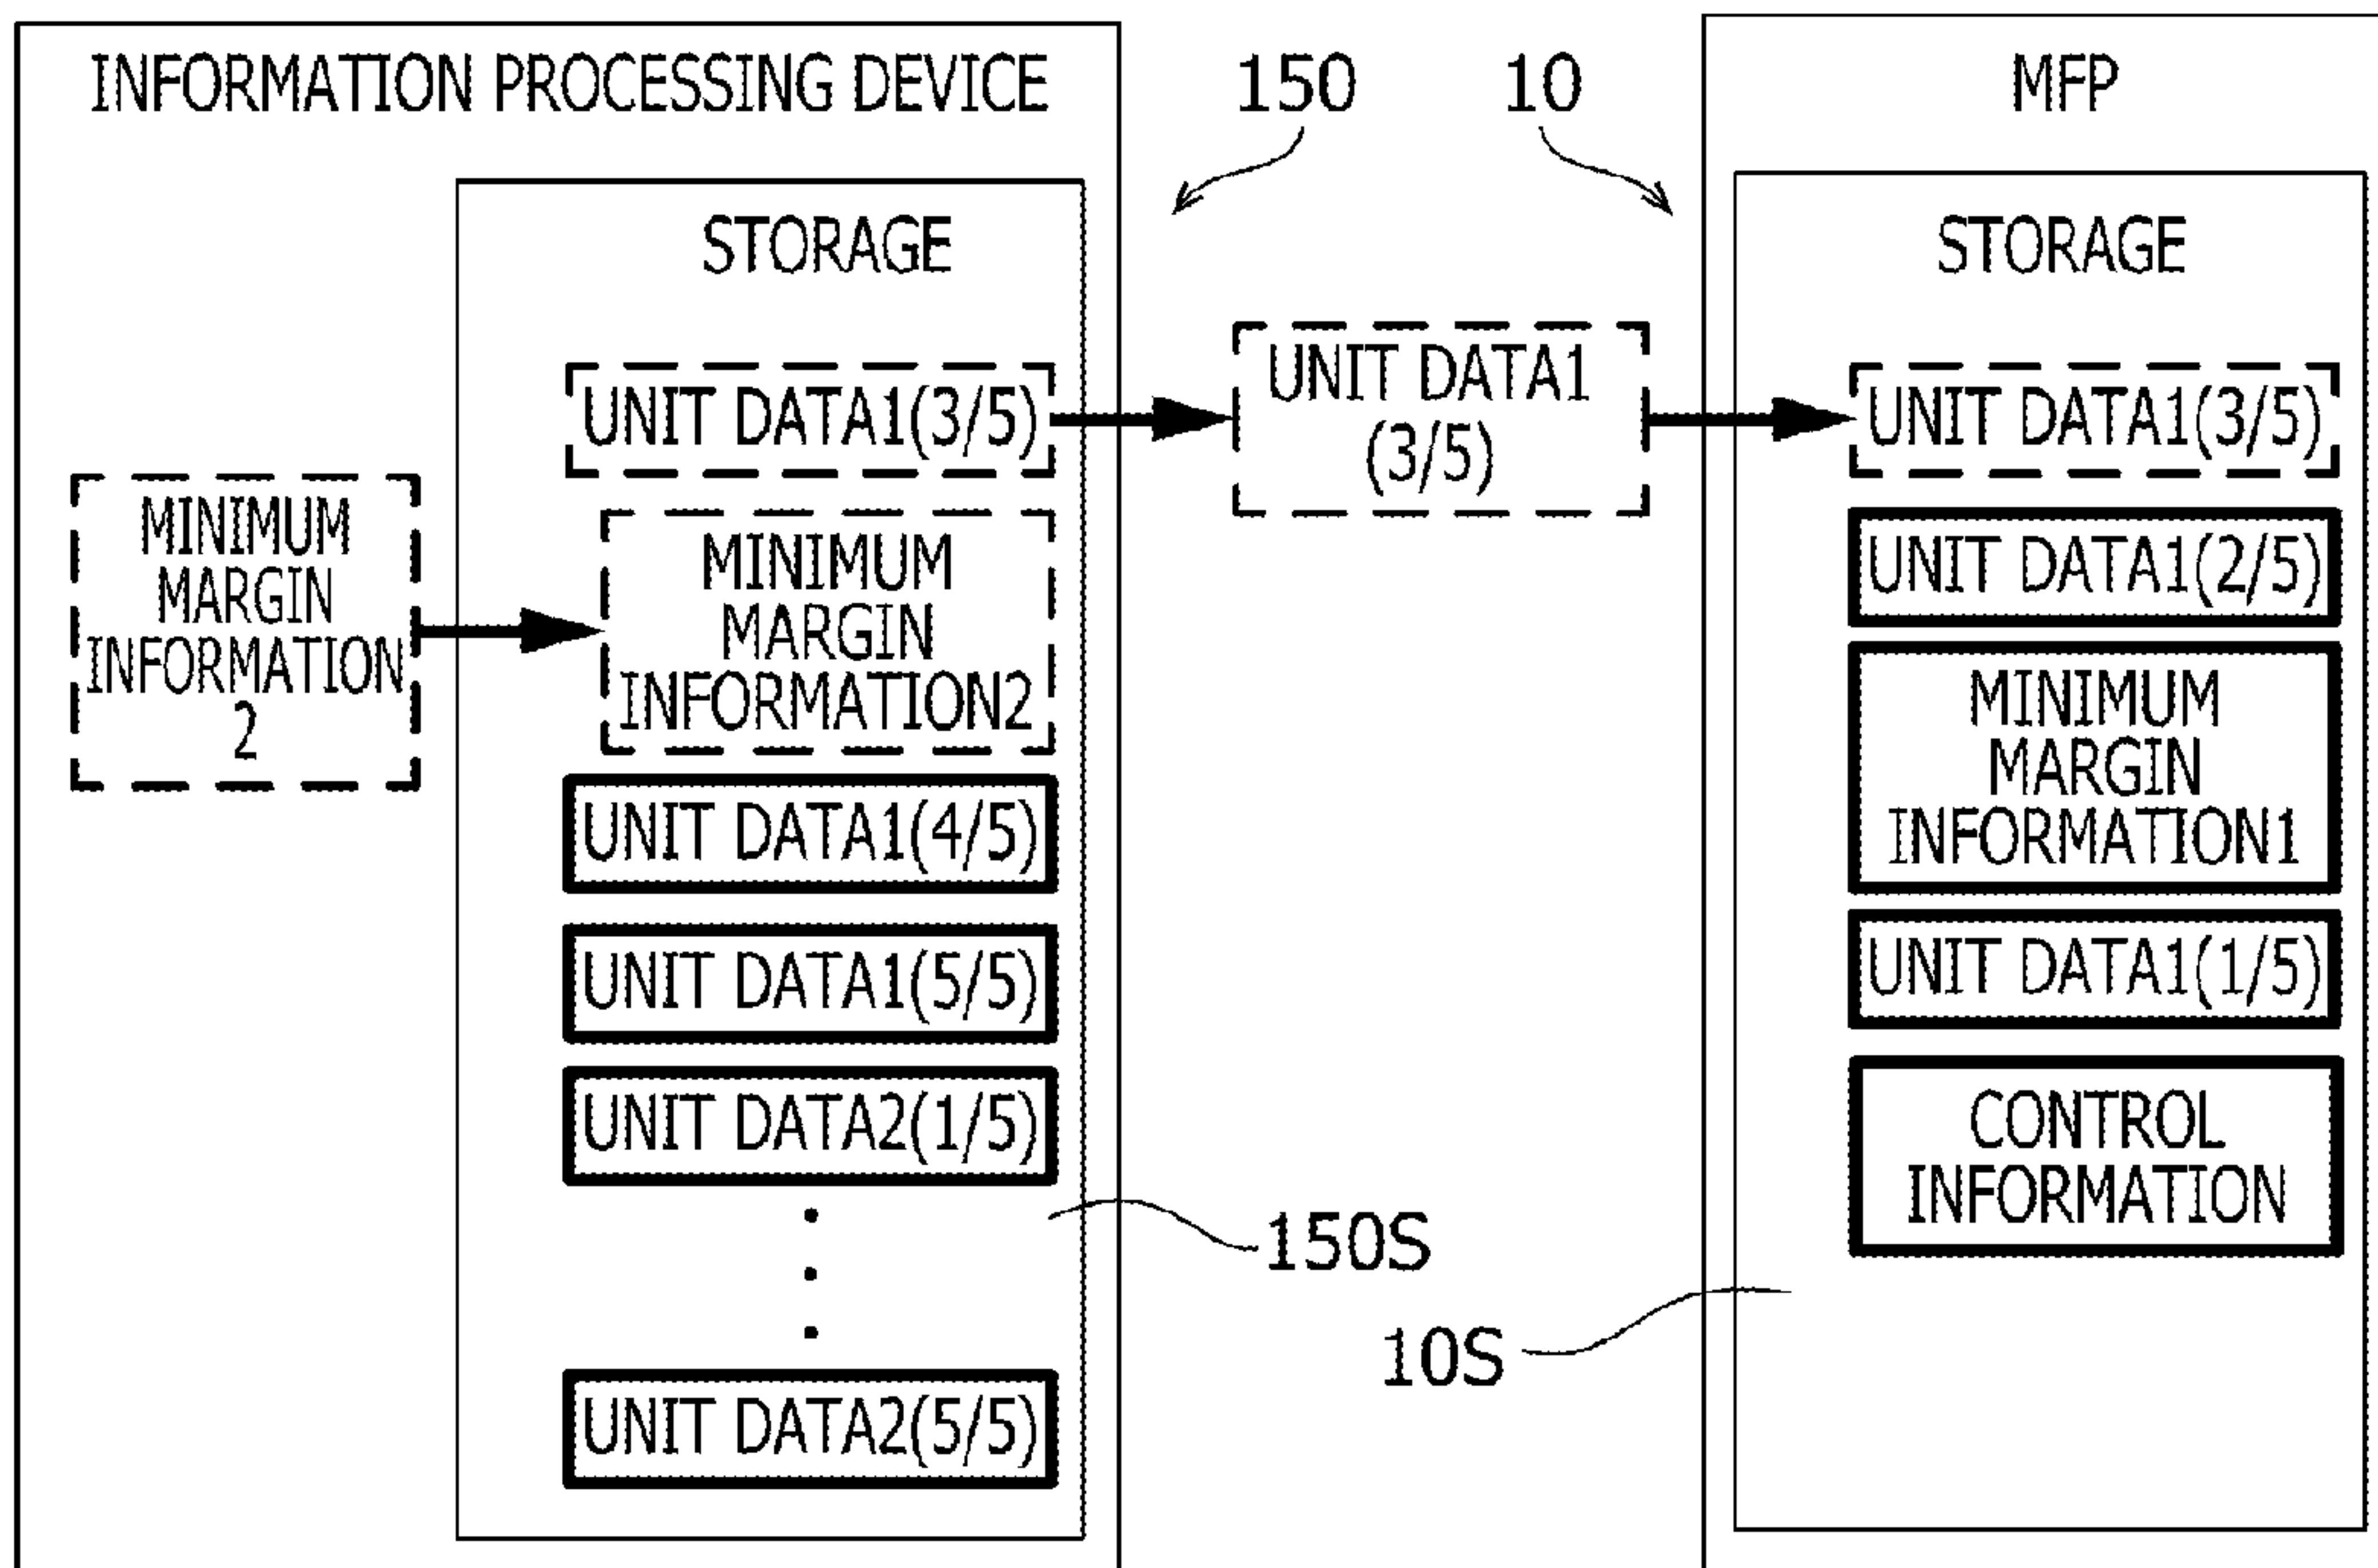 INFORMATION PROCESSING DEVICE
STORAGE
UNIT DATA1(3/5)
MINIMUM
MARGIN
INFORMATION
2
MINIMUM
MARGIN
INFORMATION2
UNIT DATA1(4/5)
UNIT DATA1(5/5)
UNIT DATA2(1/5)
UNIT DATA2(5/5)
150
10
UNIT DATA1
(3/5)
150S
10S
MFP
STORAGE
UNIT DATA1(3/5)
UNIT DATA1(2/5)
MINIMUM
MARGIN
INFORMATION1
UNIT DATA1(1/5)
CONTROL
INFORMATION